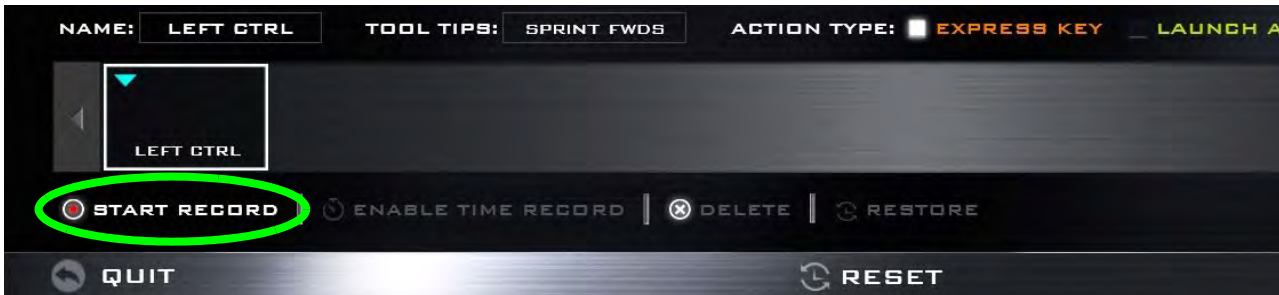 NAME: LEFT CTRL TOOL TIPS: SPRINT FWDS ACTION TYPE: EXPRESS KEY LAUNCH A
LEFT CTRL
START RECORD ENABLE TIME RECORD DELETE RESTORE
QUIT RESET